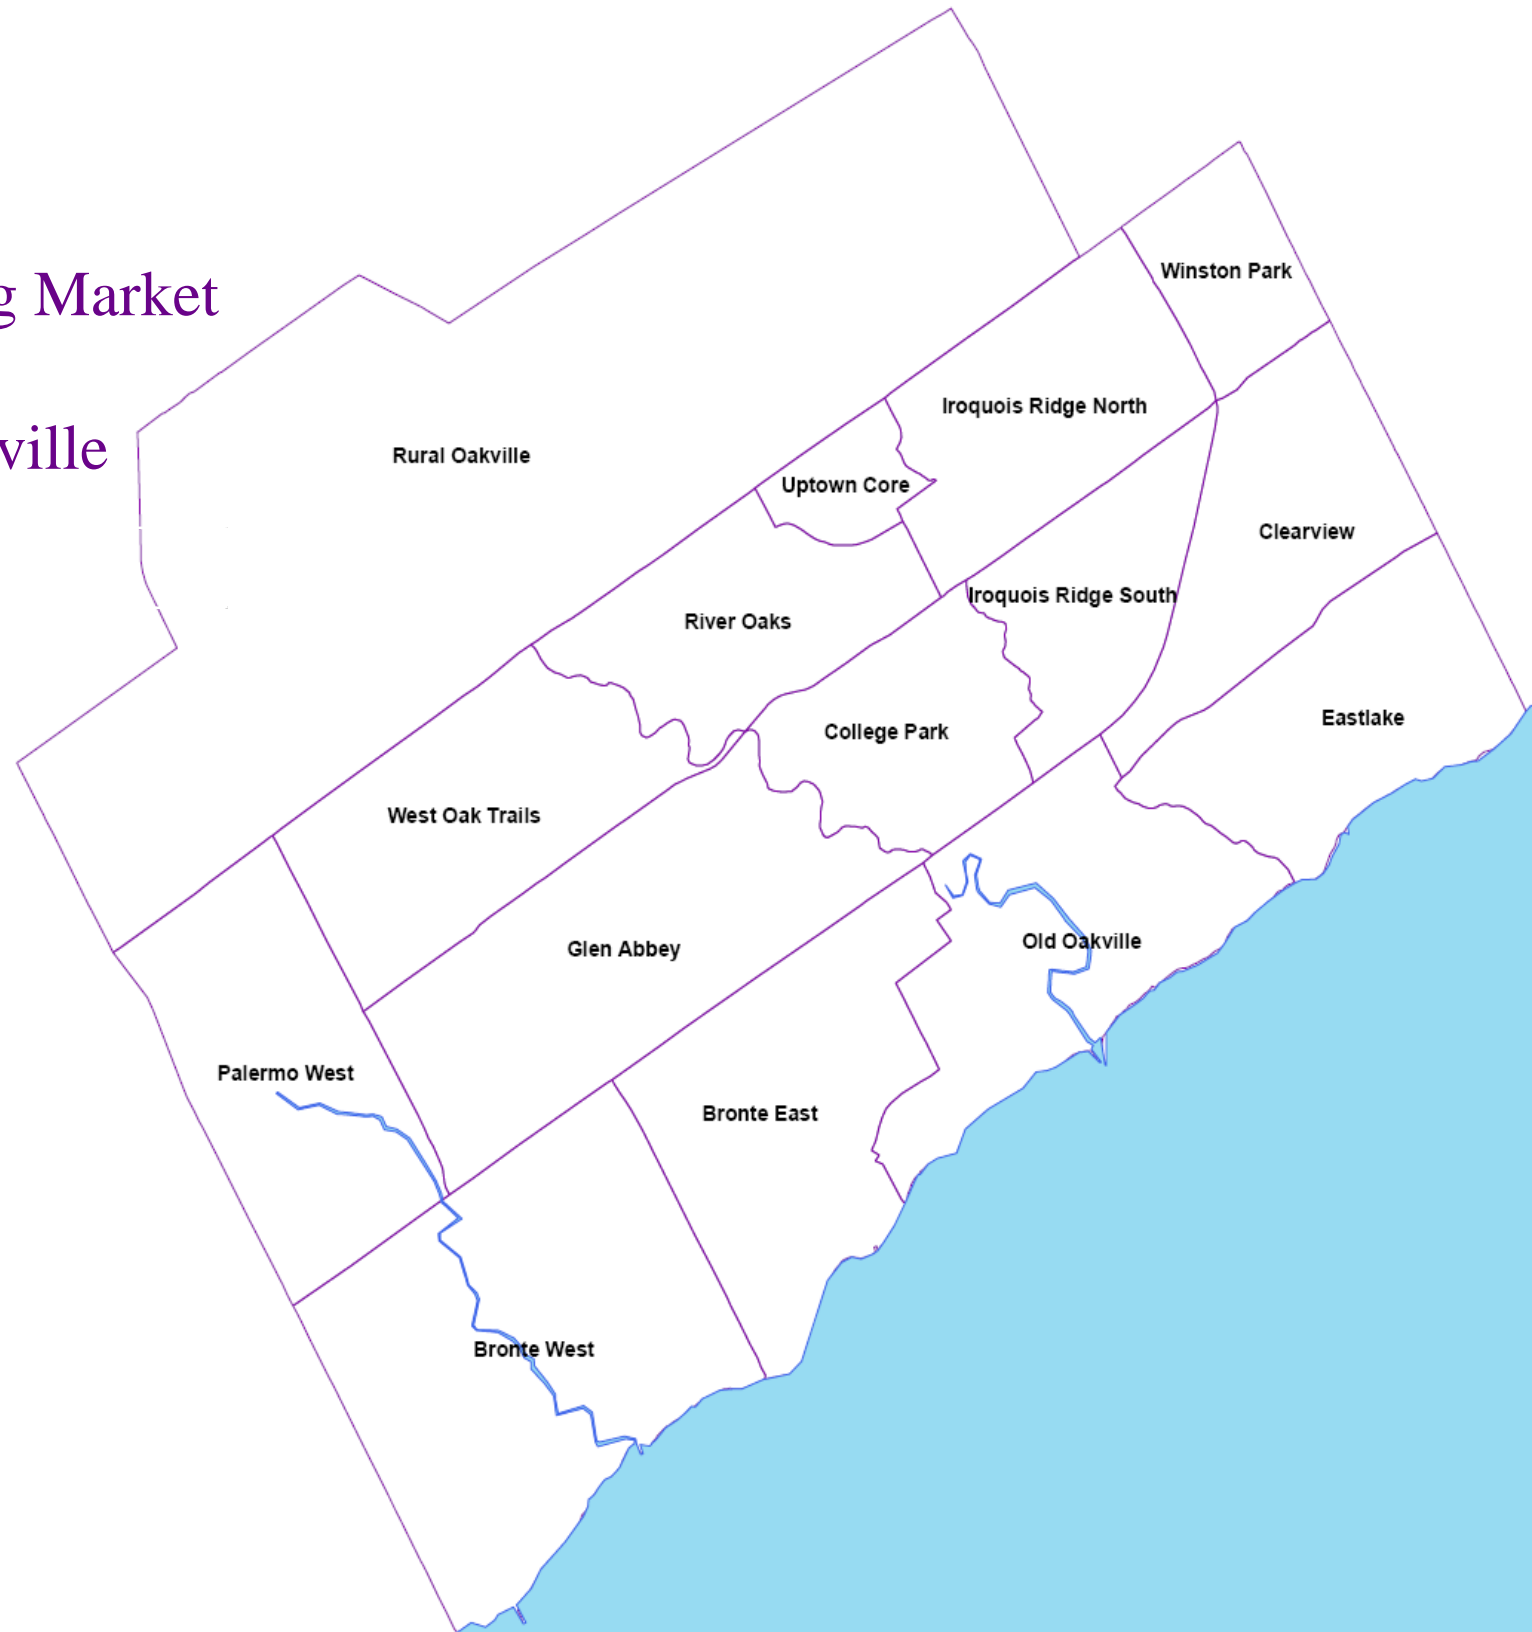 Winston Park
g Market
Iroquois Ridge North
ville
Rural Oakville
Uptown Core
Clearview
Iroquois Ridge South
River Oaks
Eastlake
College Park
West Oak Trails
Old Oakville
Glen Abbey
Palermo West
Bronte East
Bronte West